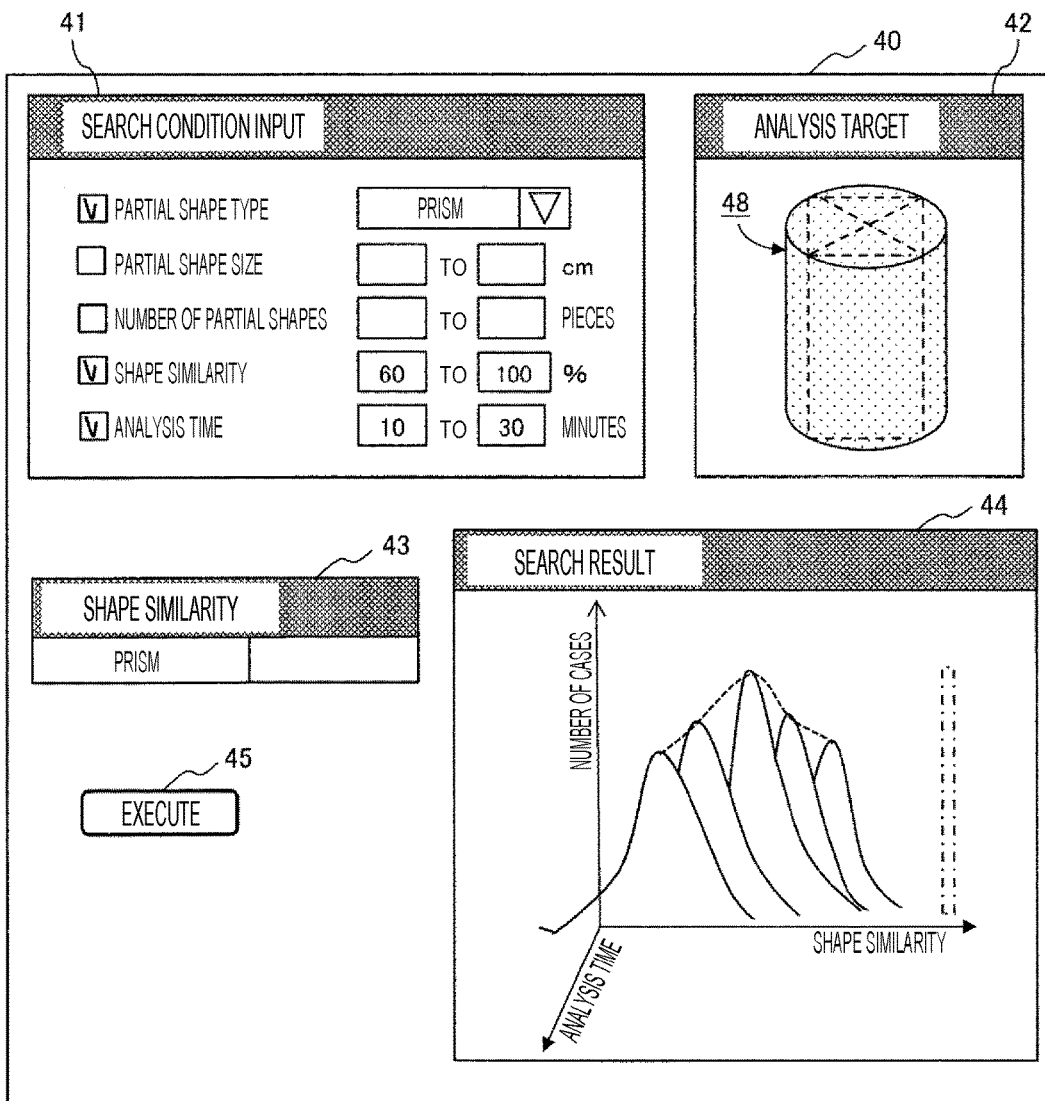 41
40
42
SEARCH CONDITION INPUT
V PARTIAL SHAPE TYPE PRISM
PARTIAL SHAPE SIZE TO cm
NUMBER OF PARTIAL SHAPES TO PIECES
V SHAPE SIMILARITY 60 TO 100 %
V ANALYSIS TIME 10 TO 30 MINUTES
ANALYSIS TARGET
48
43
SHAPE SIMILARITY
PRISM
45
EXECUTE
44
SEARCH RESULT
NUMBER OF CASES
SHAPE SIMILARITY
ANALYSIS TIME